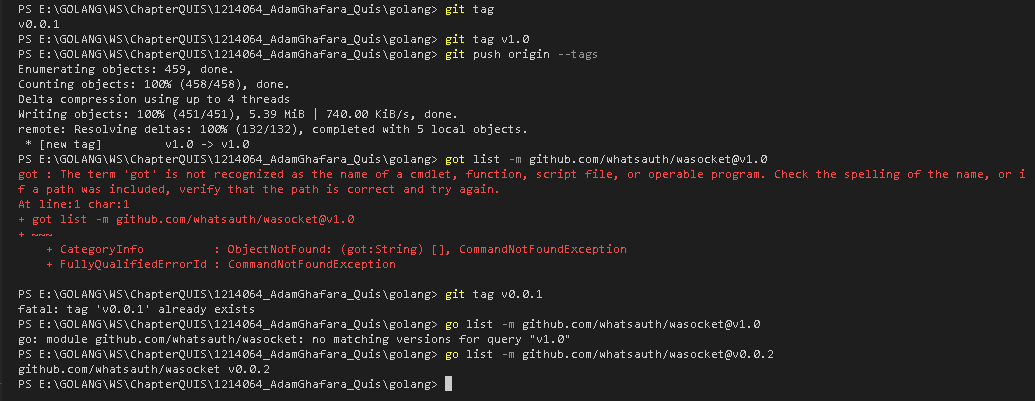 PS E:\GOLANG\WS\ChapterQUIS\1214064_AdamGhafara_Quis\golang> git tag
v0.0.1
PS E:\GOLANG\WS\ChapterQUIS\1214064_AdamGhafara_Quis\golang> git tag v1.0
PS E:\GOLANG\WS\ChapterQUIS\1214064_AdamGhafara_Quis\golang> git push origin --tags
Enumerating objects: 459, done.
Counting objects: 100% (458/458), done.
Delta compression using up to 4 threads
Writing objects: 100% (451/451), 5.39 MiB | 740.00 KiB/s, done.
remote: Resolving deltas: 100% (132/132), completed with 5 local objects.
 * [new tag]         v1.0 -> v1.0
PS E:\GOLANG\WS\ChapterQUIS\1214064_AdamGhafara_Quis\golang> got list -m github.com/whatsauth/wasocket@v1.0
got : The term 'got' is not recognized as the name of a cmdlet, function, script file, or operable program. Check the spelling of the name, or i
f a path was included, verify that the path is correct and try again.
At line:1 char:1
+ got list -m github.com/whatsauth/wasocket@v1.0
+ ~~~
    + CategoryInfo          : ObjectNotFound: (got:String) [], CommandNotFoundException
    + FullyQualifiedErrorId : CommandNotFoundException
PS E:\GOLANG\WS\ChapterQUIS\1214064_AdamGhafara_Quis\golang> git tag v0.0.1
fatal: tag 'v0.0.1' already exists
PS E:\GOLANG\WS\ChapterQUIS\1214064_AdamGhafara_Quis\golang> go list -m github.com/whatsauth/wasocket@v1.0
go: module github.com/whatsauth/wasocket: no matching versions for query "v1.0"
PS E:\GOLANG\WS\ChapterQUIS\1214064_AdamGhafara_Quis\golang> go list -m github.com/whatsauth/wasocket@v0.0.2
github.com/whatsauth/wasocket v0.0.2
PS E:\GOLANG\WS\ChapterQUIS\1214064_AdamGhafara_Quis\golang>